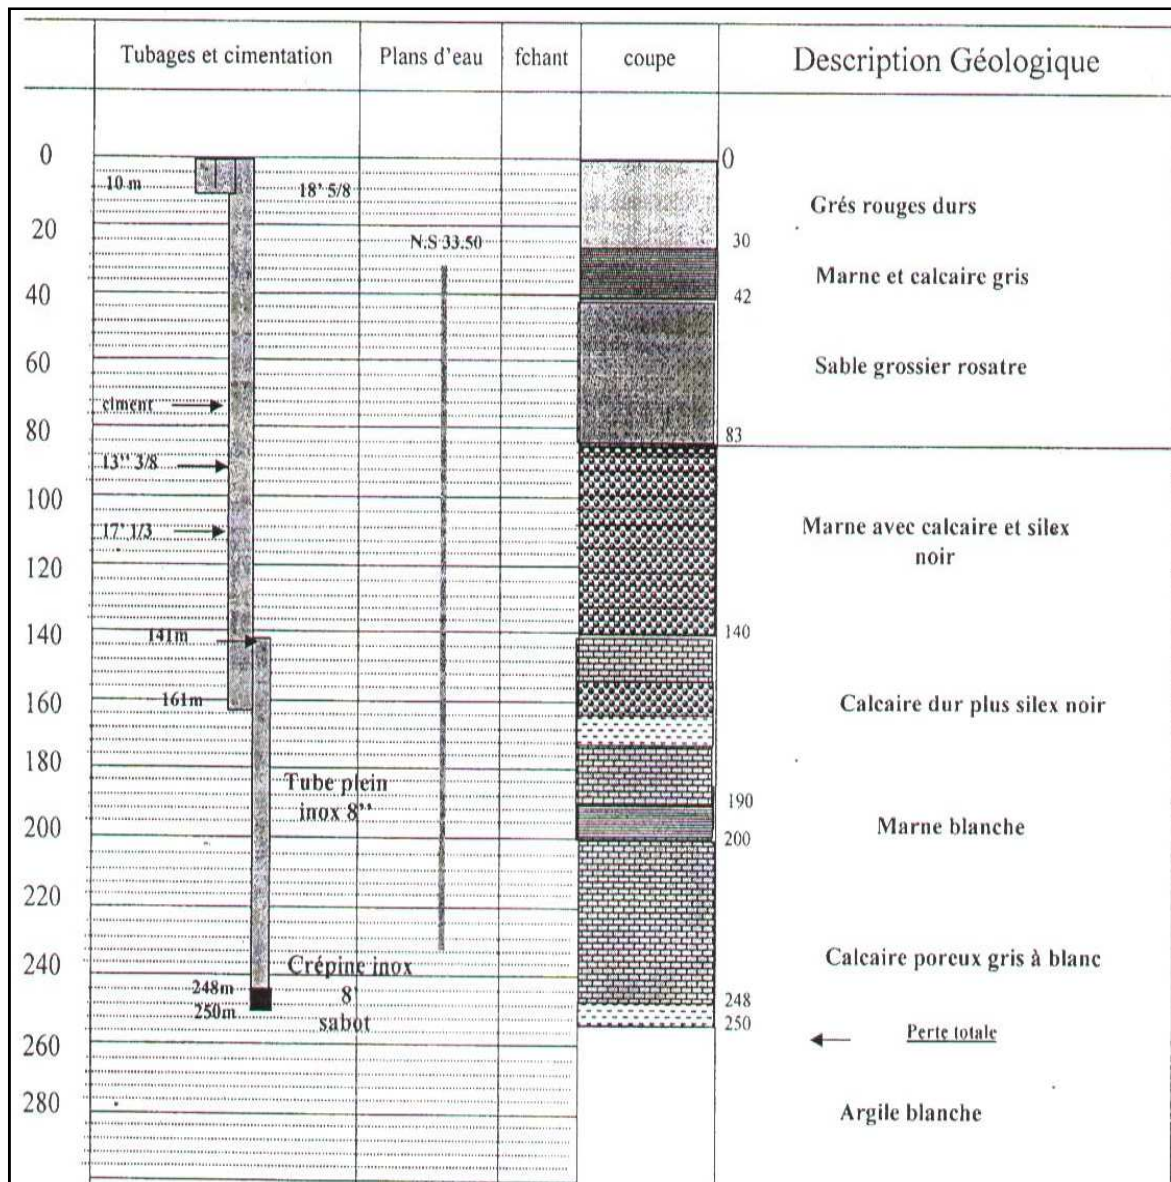 Tubages et cimentation
Plans d'eau
fchant
coupe
Description Géologique
0
20
40
60
80
100
120
140
160
180
200
220
240
260
280
10 m
18' 5/8
ciment
13'' 3/8
17' 1/3
141m
161m
Tube plein
inox 8''
Crépine inox
8'
sabot
248m
250m
N.S 33.50
0
30
42
83
140
190
200
248
250
Grés rouges durs
Marne et calcaire gris
Sable grossier rosatre
Marne avec calcaire et silex
noir
Calcaire dur plus silex noir
Marne blanche
Calcaire poreux gris à blanc
Perte totale
Argile blanche